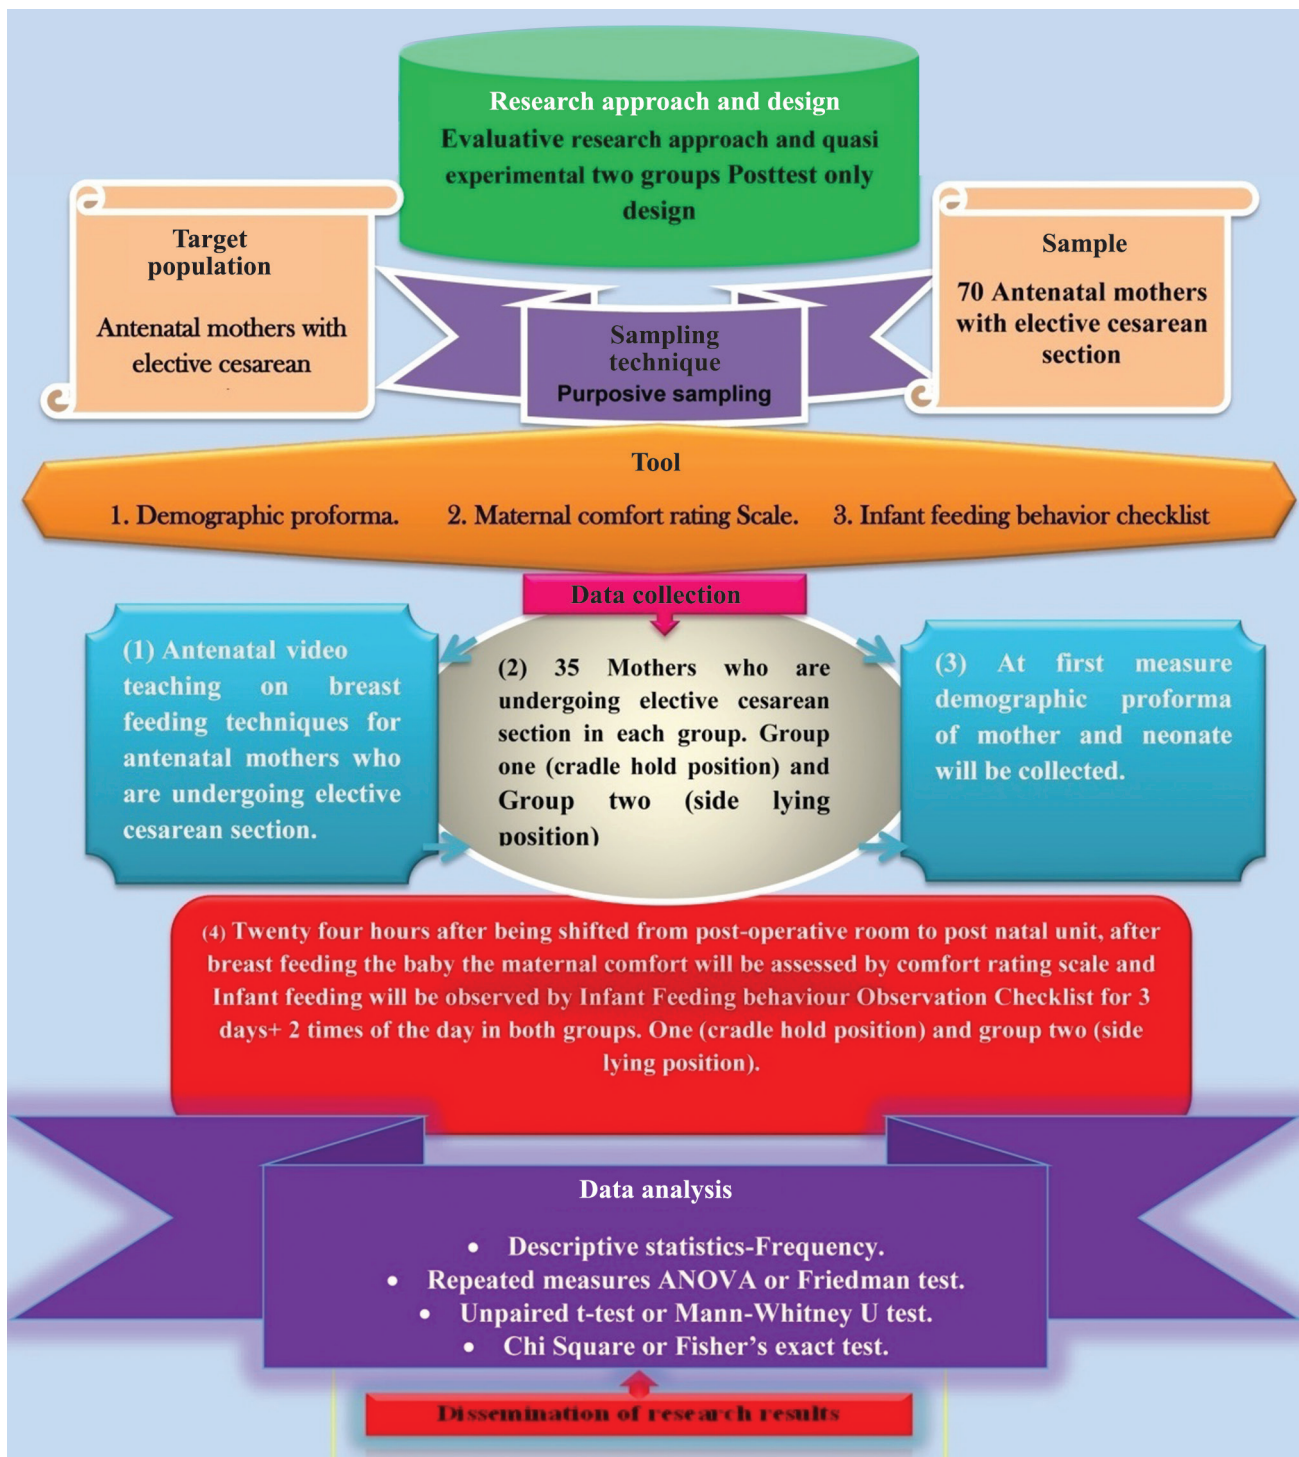 Research approach and design
Evaluative research approach and quasi
experimental two groups Posttest only
design
Target
population
Antenatal mothers with
elective cesarean
Sampling
technique
Purposive sampling
Sample
70 Antenatal mothers
with elective cesarean
section
Tool
1. Demographic proforma. 2. Maternal comfort rating Scale. 3. Infant feeding behavior checklist
Data collection
(1) Antenatal video
teaching on breast
feeding techniques for
antenatal mothers who
are undergoing elective
cesarean section.
(2) 35 Mothers who are
undergoing elective cesarean
section in each group. Group
one (cradle hold position) and
Group two (side lying
position)
(3) At first measure
demographic proforma
of mother and neonate
will be collected.
(4) Twenty four hours after being shifted from post-operative room to post natal unit, after
breast feeding the baby the maternal comfort will be assessed by comfort rating scale and
Infant feeding will be observed by Infant Feeding behaviour Observation Checklist for 3
days+ 2 times of the day in both groups. One (cradle hold position) and group two (side
lying position).
Data analysis
• Descriptive statistics-Frequency.
• Repeated measures ANOVA or Friedman test.
• Unpaired t-test or Mann-Whitney U test.
• Chi Square or Fisher’s exact test.
Dissemination of research results